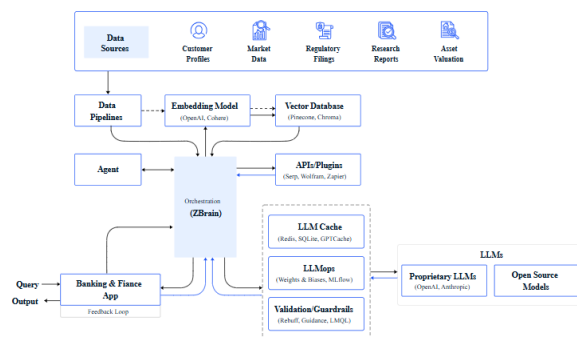 Data
Sources
Customer
Profiles
Market
Data
Regulatory
Filings
Research
Reports
Asset
Valuation
Data
Pipelines
Embedding Model
(OpenAI, Cohere)
Vector Database
(Pinecone, Chroma)
Agent
Orchestration
(ZBrain)
APIs/Plugins
(Serp, Wolfram, Zapier)
LLM Cache
(Redis, SQLite, GPTCache)
LLMops
(Weights & Biases, MLflow)
Validation/Guardrails
(Rebuff, Guidance, LMQL)
LLMs
Proprietary LLMs
(OpenAI, Anthropic)
Open Source
Models
Query
Output
Banking & Fiance
App
Feedback Loop